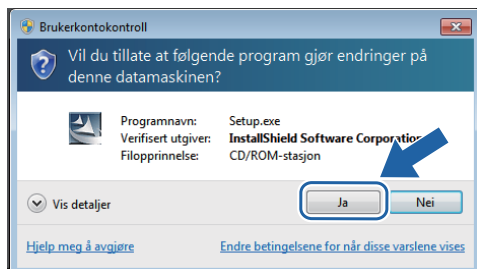 Brukerkontokontroll
Vil du tillate at følgende program gjør endringer på
denne datamaskinen?
Programnavn: Setup.exe
Verifisert utgiver: InstallShield Software Corporation
Filopprinnelse: CD/ROM-stasjon
Vis detaljer
Ja
Nei
Hjelp meg å avgjøre
Endre betingelsene for når disse varslene vises